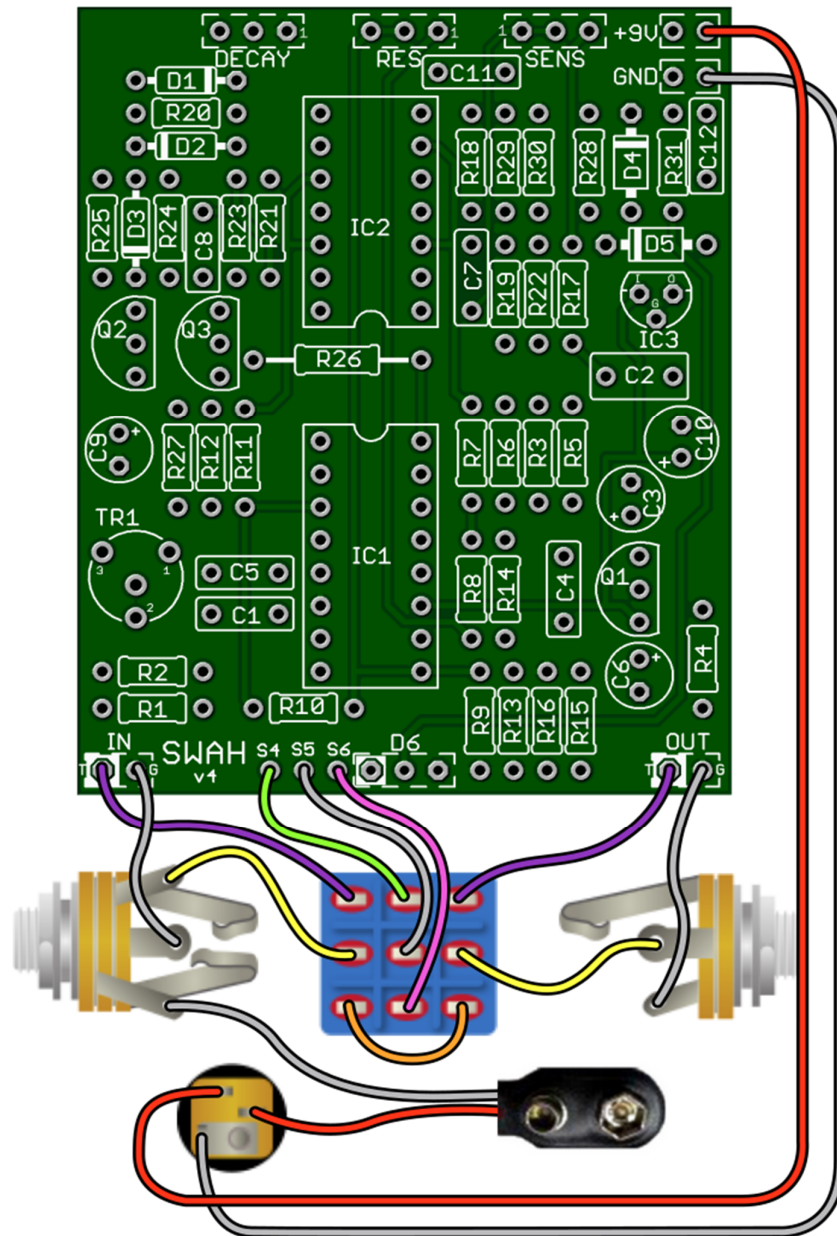 1 1 1 +9V
DECAY RES SENS
GND
C11
D1
R20
D2
R18 R29 R30 R28 D4 R31 C12
R25 D3 R24 C8 R23 R21
IC2
D5
C7 R19 R22 R17
I G G
IC3
Q2 Q3
R26
C2
C9 +
R27 R12 R11
R7 R6 R3 R5
C10 +
C3 +
TR1
3 1 2
C5
C1
IC1
R8 R14 C4 Q1
C6 +
R4
R2
R1
R10
R9 R13 R16 R15
IN
T G
SWAH
v4
S4 S5 S6
D6
OUT
T G